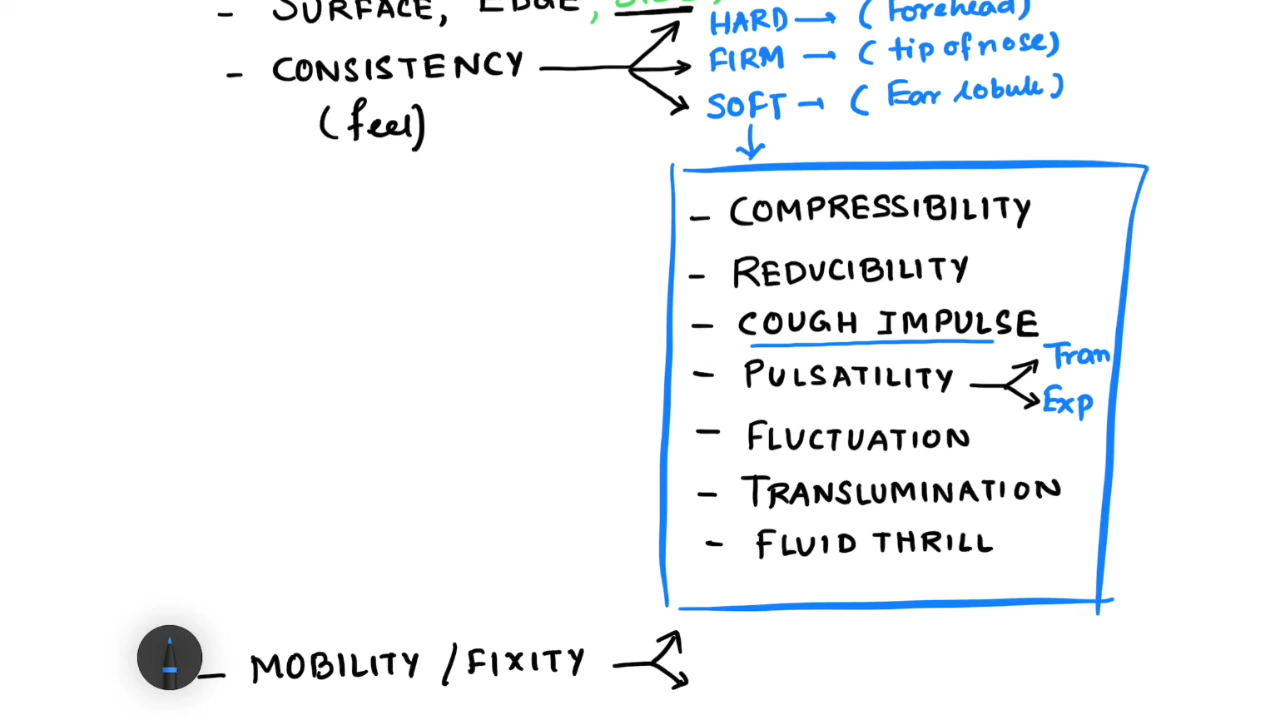 - SURFACE, EDGE,
HARD → (Forehead)
- CONSISTENCY
FIRM → (tip of nose)
(feel)
SOFT → (Ear lobule)
- COMPRESSIBILITY
- REDUCIBILITY
- COUGH IMPULSE
- PULSATILITY
Tran
Exp
- FLUCTUATION
- TRANSLUMINATION
- FLUID THRILL
- MOBILITY / FIXITY